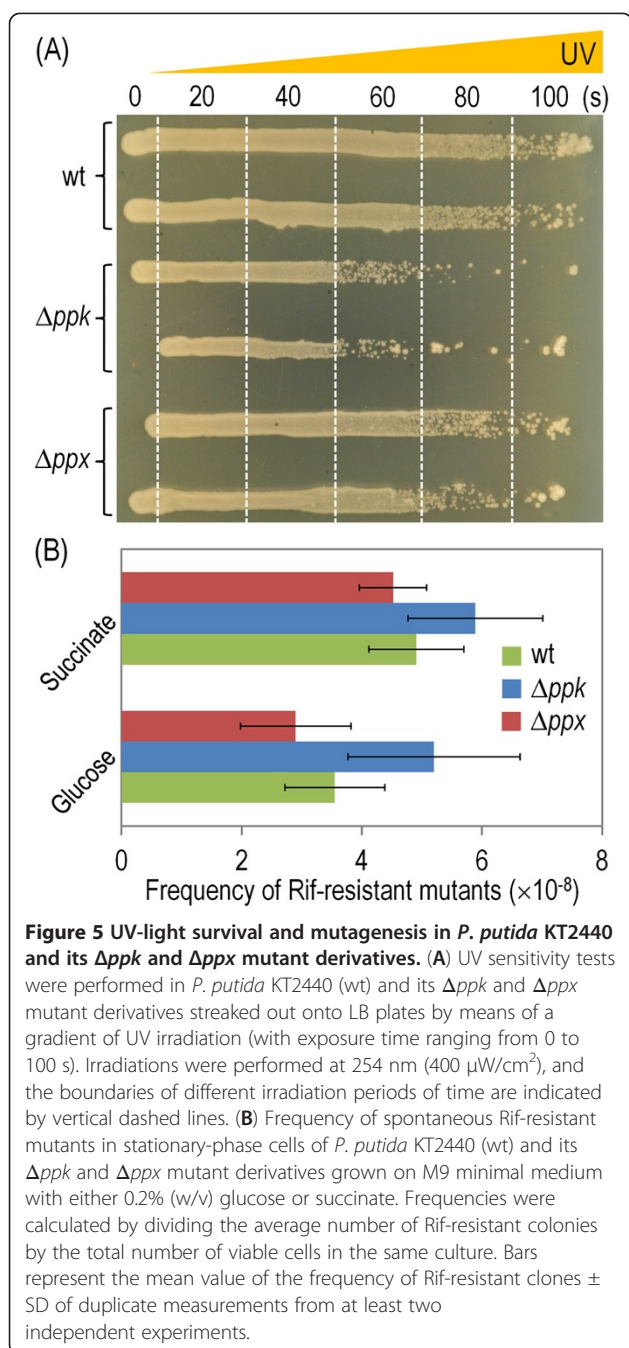 (A)
UV
0 20 40 60 80 100 (s)
wt
Δppk
Δppx
(B)
Succinate
wt
Δppk
Δppx
Glucose
0 2 4 6 8
Frequency of Rif-resistant mutants (×10-8)
Figure 5 UV-light survival and mutagenesis in P. putida KT2440
and its Δppk and Δppx mutant derivatives. (A) UV sensitivity tests
were performed in P. putida KT2440 (wt) and its Δppk and Δppx
mutant derivatives streaked out onto LB plates by means of a
gradient of UV irradiation (with exposure time ranging from 0 to
100 s). Irradiations were performed at 254 nm (400 μW/cm²), and
the boundaries of different irradiation periods of time are indicated
by vertical dashed lines. (B) Frequency of spontaneous Rif-resistant
mutants in stationary-phase cells of P. putida KT2440 (wt) and its
Δppk and Δppx mutant derivatives grown on M9 minimal medium
with either 0.2% (w/v) glucose or succinate. Frequencies were
calculated by dividing the average number of Rif-resistant colonies
by the total number of viable cells in the same culture. Bars
represent the mean value of the frequency of Rif-resistant clones ±
SD of duplicate measurements from at least two
independent experiments.